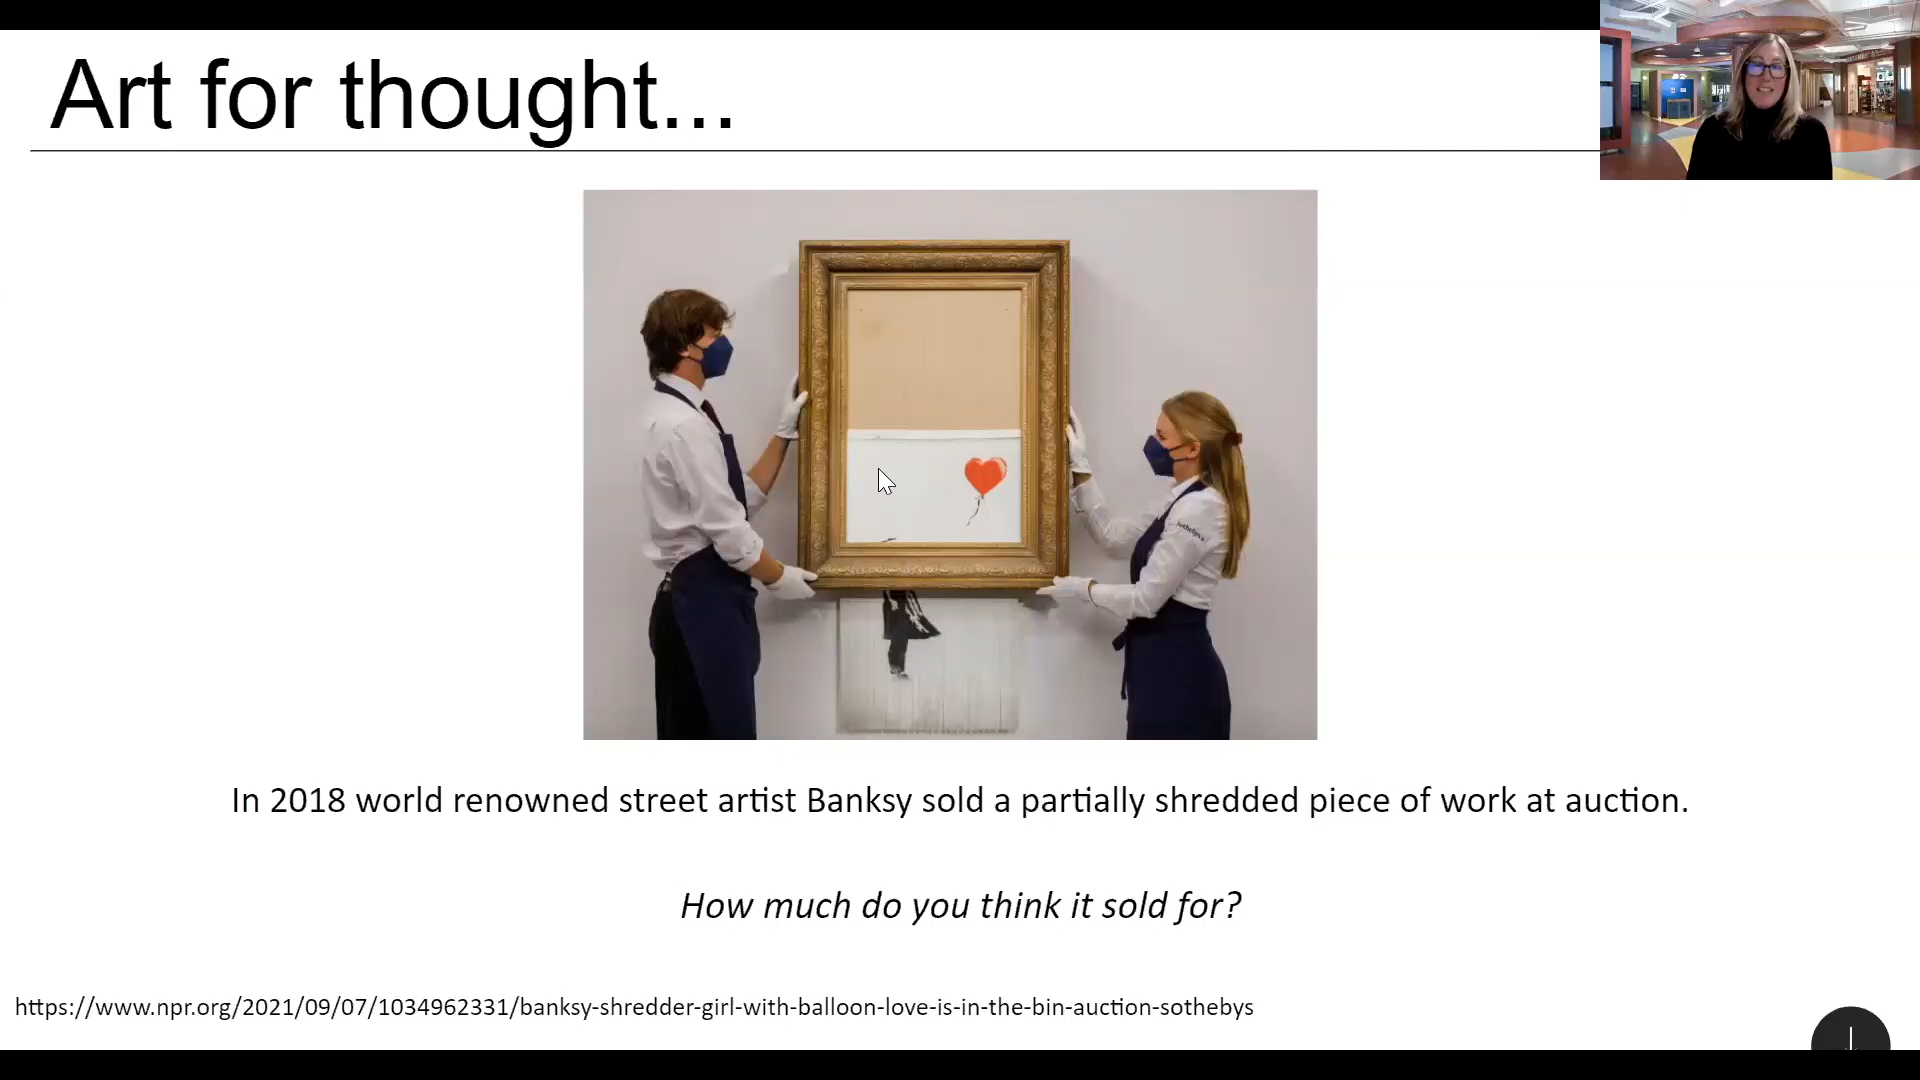 Art for thought...
Sotheby's
In 2018 world renowned street artist Banksy sold a partially shredded piece of work at auction.
How much do you think it sold for?
https://www.npr.org/2021/09/07/1034962331/banksy-shredder-girl-with-balloon-love-is-in-the-bin-auction-sothebys